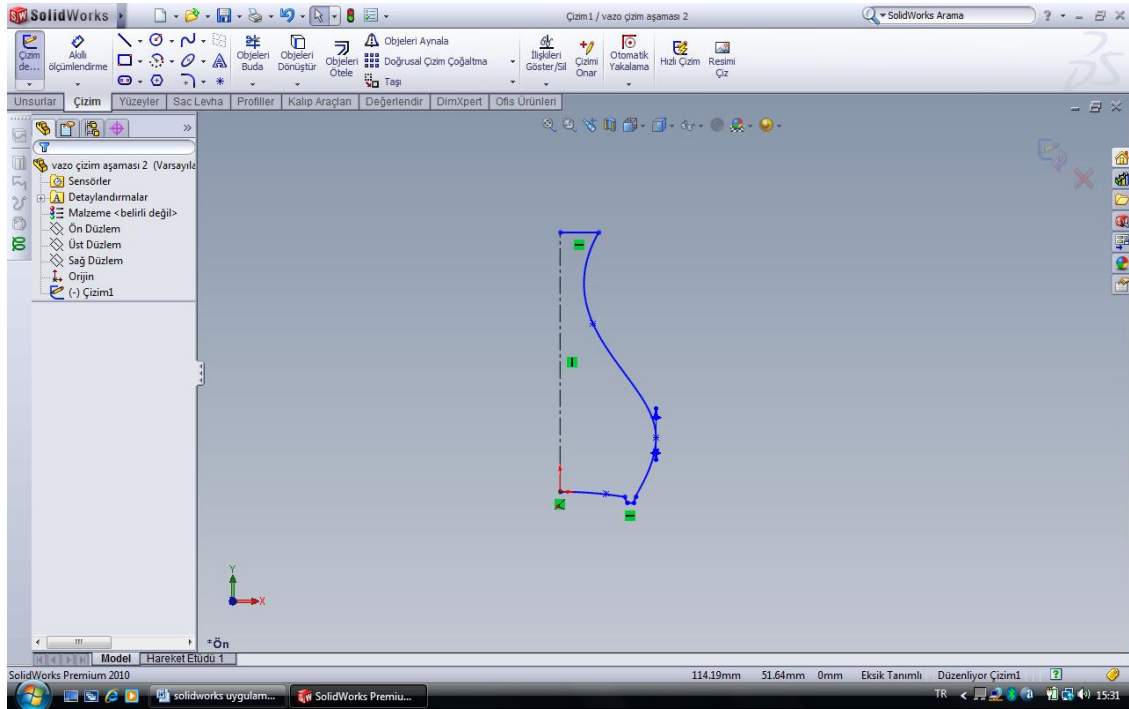 SolidWorks
Çizim1 / vazo çizim aşaması 2
SolidWorks Arama
Çizim
de...
Akıllı
ölçümlendirme
Objeleri
Buda
Objeleri
Dönüştür
Objeleri
Ötele
Objeleri Aynala
Doğrusal Çizim Çoğaltma
Taşı
İlişkileri
Göster/Sil
Çizimi
Onar
Otomatik
Yakalama
Hızlı Çizim
Resimi
Çiz
Unsurlar Çizim Yüzeyler Sac Levha Profiller Kalıp Araçları Değerlendir DimXpert Ofis Ürünleri
vazo çizim aşaması 2 (Varsayıla
Sensörler
Detaylandırmalar
Malzeme <belirli değil>
Ön Düzlem
Üst Düzlem
Sağ Düzlem
Orijin
(-) Çizim1
Y
X
*Ön
Model Hareket Etüdü 1
SolidWorks Premium 2010
114.19mm 51.64mm 0mm Eksik Tanımlı Düzenliyor Çizim1
solidworks uygulam...
SolidWorks Premiu...
TR
15:31